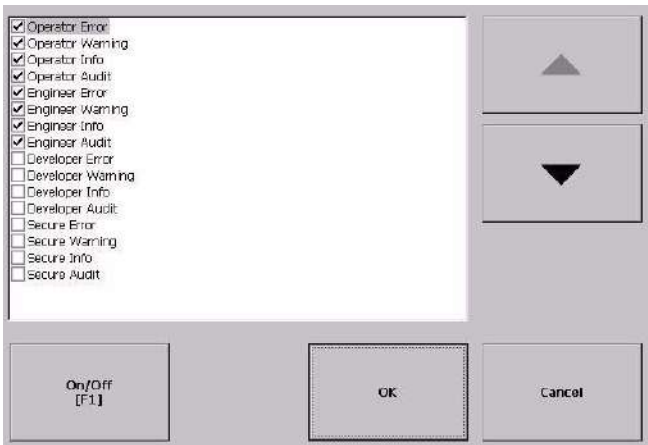 Operator Error
Operator Warning
Operator Info
Operator Audit
Engineer Error
Engineer Warning
Engineer Info
Engineer Audit
Developer Error
Developer Warning
Developer Info
Developer Audit
Secure Error
Secure Warning
Secure Info
Secure Audit
On/Off
[F1]
OK
Cancel